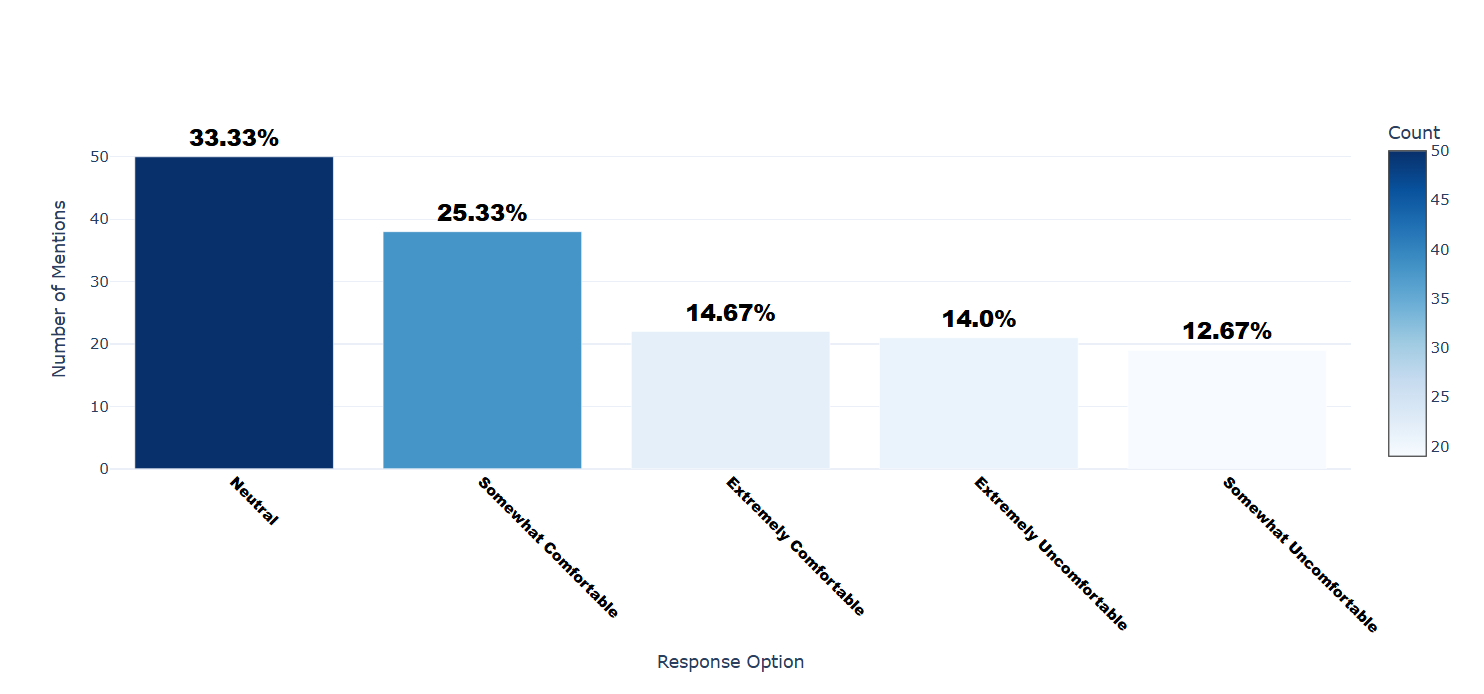 33.33%
25.33%
14.67%
14.0%
12.67%
Number of Mentions
50
40
30
20
10
0
Neutral
Somewhat Comfortable
Extremely Comfortable
Extremely Uncomfortable
Somewhat Uncomfortable
Response Option
Count
50
45
40
35
30
25
20